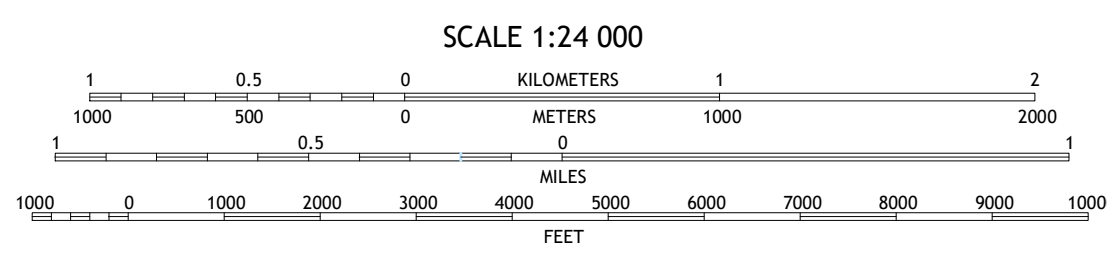 SCALE 1:24 000
1 0.5 0 KILOMETERS 1 2
1000 500 0 METERS 1000 2000
1 0.5 0 1
MILES
1000 0 1000 2000 3000 4000 5000 6000 7000 8000 9000 1000
FEET